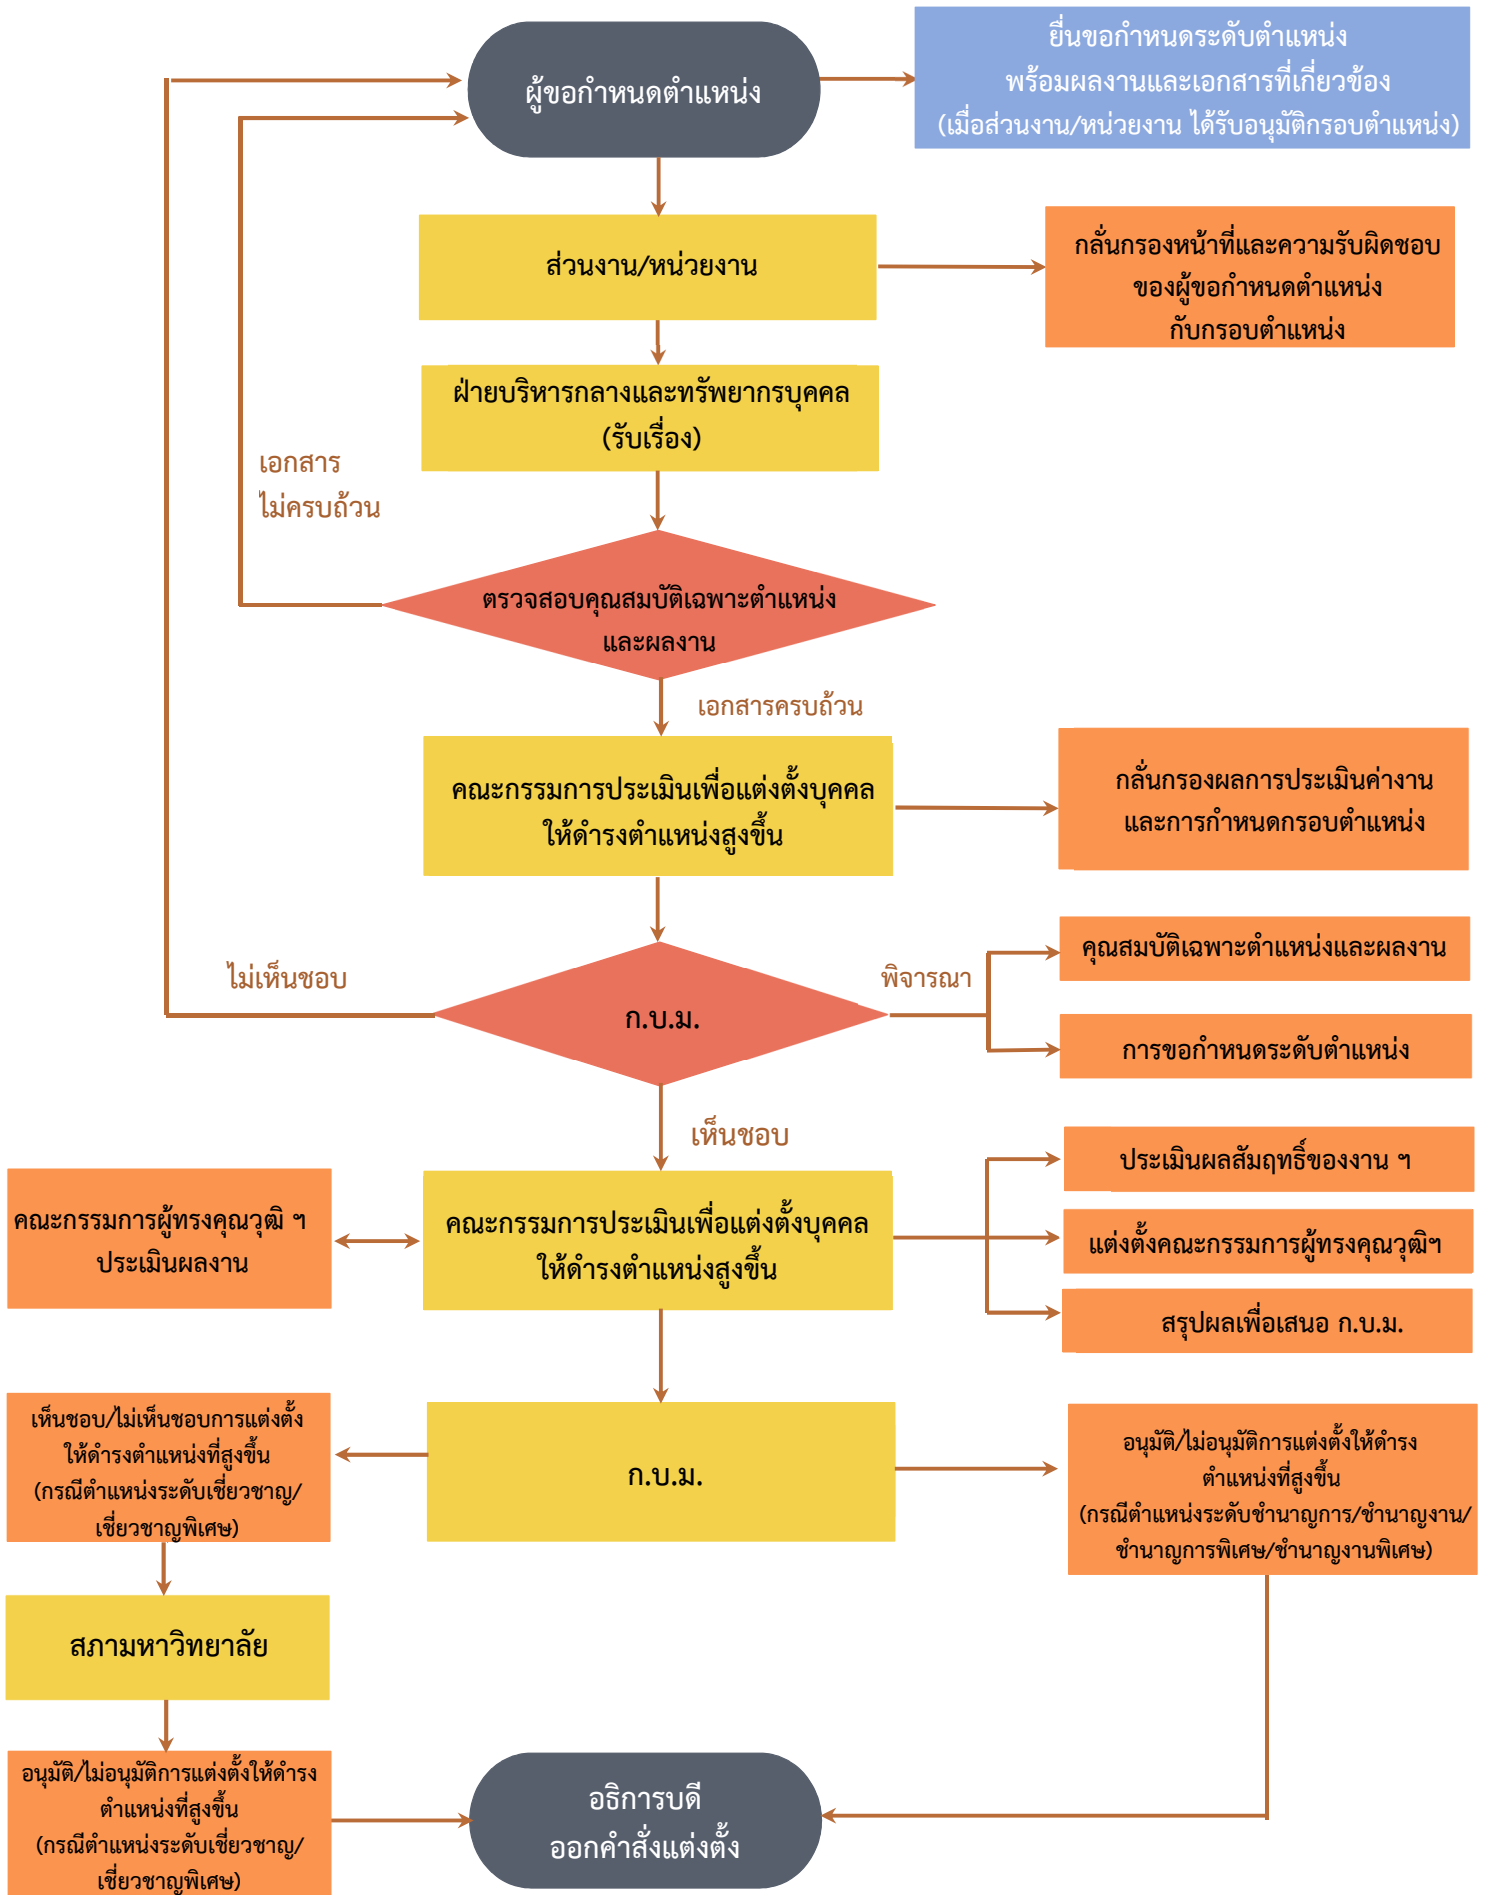 ผู้ขอกำหนดตำแหน่ง
ยื่นขอกำหนดระดับตำแหน่ง
พร้อมผลงานและเอกสารที่เกี่ยวข้อง
(เมื่อส่วนงาน/หน่วยงาน ได้รับอนุมัติกรอบตำแหน่ง)
ส่วนงาน/หน่วยงาน
กลั่นกรองหน้าที่และความรับผิดชอบ
ของผู้ขอกำหนดตำแหน่ง
กับกรอบตำแหน่ง
ฝ่ายบริหารกลางและทรัพยากรบุคคล
(รับเรื่อง)
เอกสาร
ไม่ครบถ้วน
ตรวจสอบคุณสมบัติเฉพาะตำแหน่ง
และผลงาน
เอกสารครบถ้วน
คณะกรรมการประเมินเพื่อแต่งตั้งบุคคล
ให้ดำรงตำแหน่งสูงขึ้น
กลั่นกรองผลการประเมินค่างาน
และการกำหนดกรอบตำแหน่ง
ไม่เห็นชอบ
ก.บ.ม.
พิจารณา
คุณสมบัติเฉพาะตำแหน่งและผลงาน
การขอกำหนดระดับตำแหน่ง
เห็นชอบ
คณะกรรมการผู้ทรงคุณวุฒิ ฯ
ประเมินผลงาน
คณะกรรมการประเมินเพื่อแต่งตั้งบุคคล
ให้ดำรงตำแหน่งสูงขึ้น
ประเมินผลสัมฤทธิ์ของงาน ฯ
แต่งตั้งคณะกรรมการผู้ทรงคุณวุฒิฯ
สรุปผลเพื่อเสนอ ก.บ.ม.
เห็นชอบ/ไม่เห็นชอบการแต่งตั้ง
ให้ดำรงตำแหน่งที่สูงขึ้น
(กรณีตำแหน่งระดับเชี่ยวชาญ/
เชี่ยวชาญพิเศษ)
ก.บ.ม.
อนุมัติ/ไม่อนุมัติการแต่งตั้งให้ดำรง
ตำแหน่งที่สูงขึ้น
(กรณีตำแหน่งระดับชำนาญการ/ชำนาญงาน/
ชำนาญการพิเศษ/ชำนาญงานพิเศษ)
สภามหาวิทยาลัย
อนุมัติ/ไม่อนุมัติการแต่งตั้งให้ดำรง
ตำแหน่งที่สูงขึ้น
(กรณีตำแหน่งระดับเชี่ยวชาญ/
เชี่ยวชาญพิเศษ)
อธิการบดี
ออกคำสั่งแต่งตั้ง